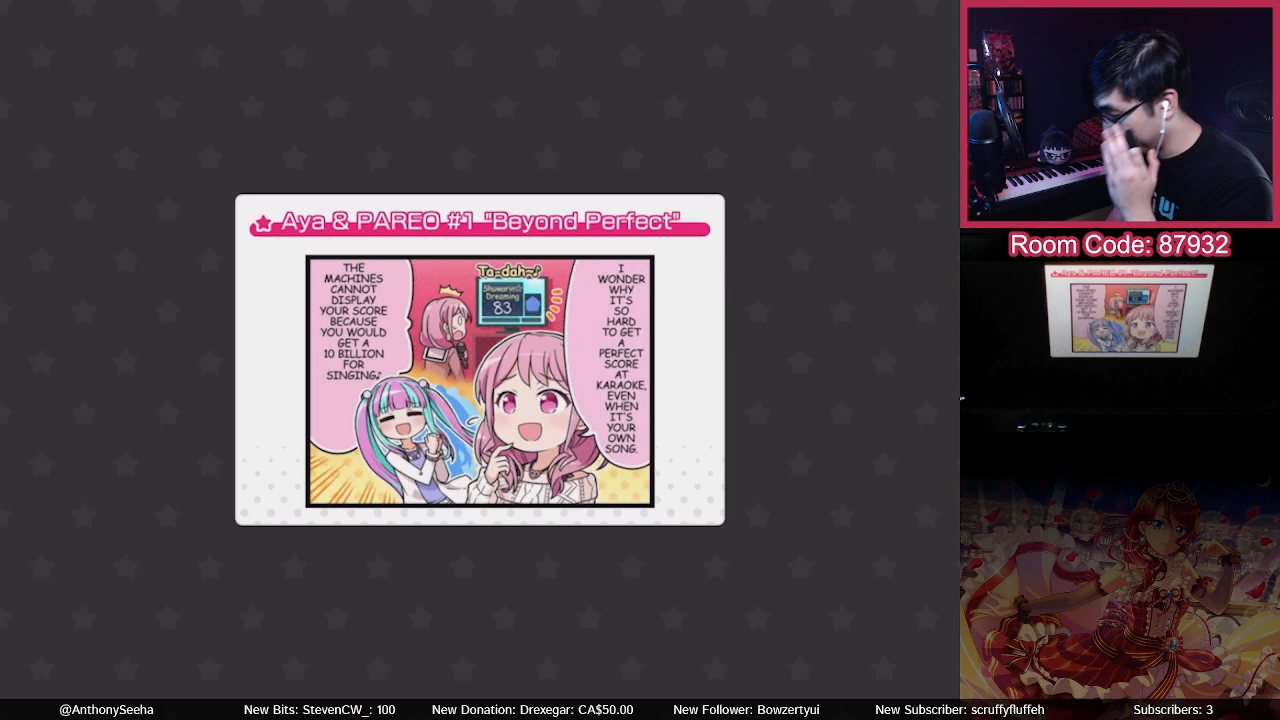 Aya & PAREO #1 "Beyond Perfect"
I
WONDER
WHY
IT'S
SO
HARD
TO GET
A
PERFECT
SCORE
AT
KARAOKE,
EVEN
WHEN
IT'S
YOUR
OWN
SONG.
Ta-dah~♪
Shuwarin☆
Dreaming
83
THE
MACHINES
CANNOT
DISPLAY
YOUR SCORE
BECAUSE
YOU WOULD
GET A
10 BILLION
FOR
SINGING♪
Room Code: 87932
@AnthonySeeha
New Bits: StevenCW_: 100
New Donation: Drexegar: CA$50.00
New Follower: Bowzertyui
New Subscriber: scruffyfluffeh
Subscribers: 3